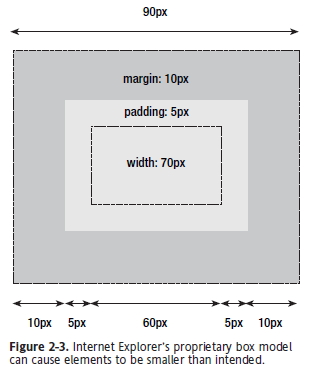 90px
margin: 10px
padding: 5px
width: 70px
10px 5px 60px 5px 10px
Figure 2-3. Internet Explorer's proprietary box model
can cause elements to be smaller than intended.